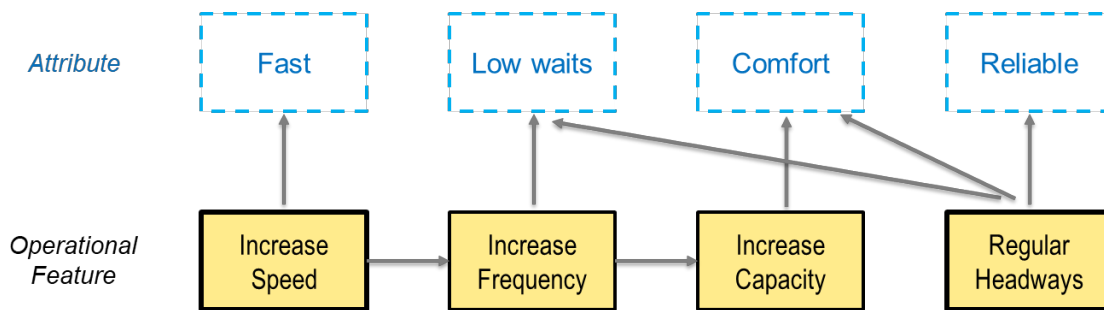 Attribute
Fast
Low waits
Comfort
Reliable
Operational
Feature
Increase
Speed
Increase
Frequency
Increase
Capacity
Regular
Headways